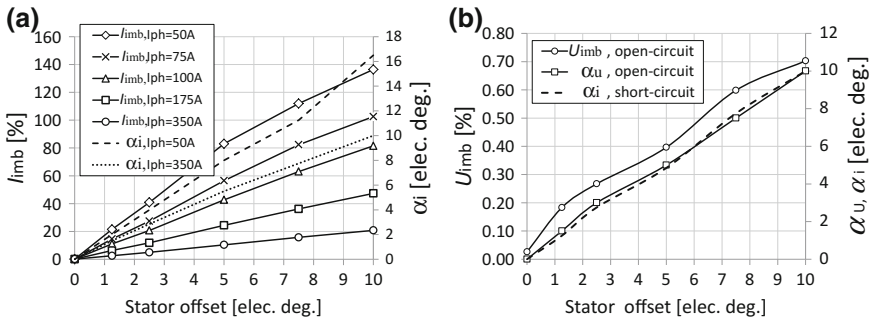 (a)
Iimb,Iph=50A
Iimb,Iph=75A
Iimb,Iph=100A
Iimb,Iph=175A
Iimb,Iph=350A
αi,Iph=50A
αi,Iph=350A
Iimb [%]
160
140
120
100
80
60
40
20
0
18
16
14
12
10
8
6
4
2
0
αi [elec. deg.]
0 1 2 3 4 5 6 7 8 9 10
Stator offset [elec. deg.]
(b)
Uimb , open-circuit
αu , open-circuit
αi , short-circuit
Uimb [%]
0.80
0.70
0.60
0.50
0.40
0.30
0.20
0.10
0.00
12
10
8
6
4
2
0
αU, αi [elec. deg.]
0 1 2 3 4 5 6 7 8 9 10
Stator offset [elec. deg.]